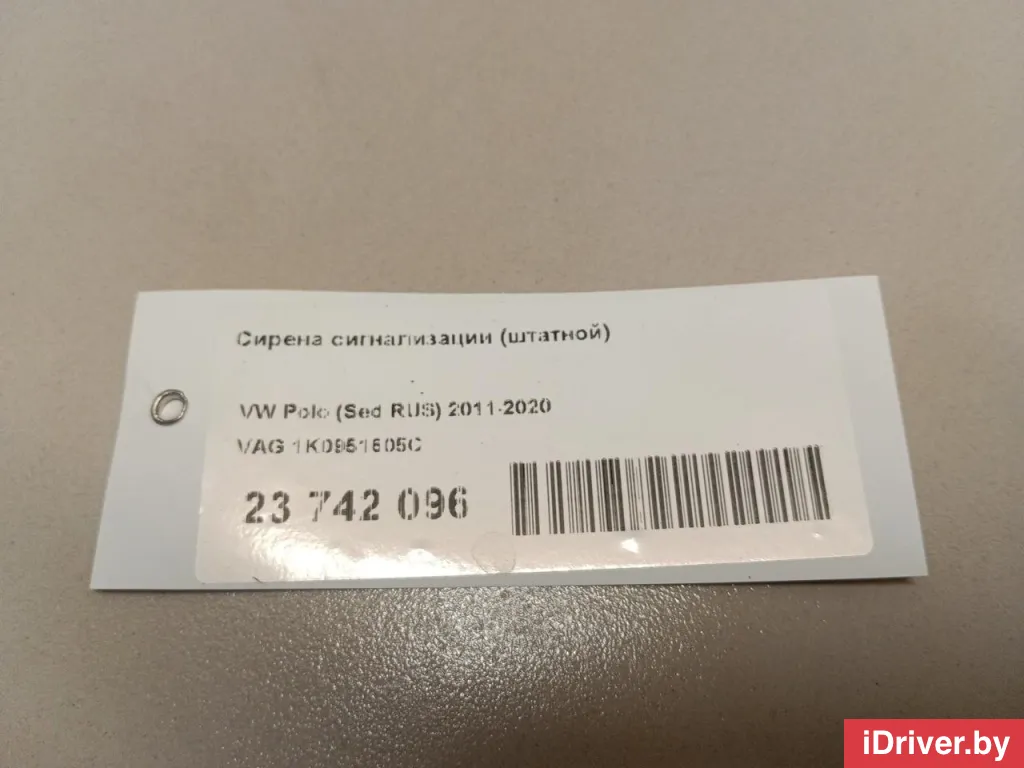 Сирена сигнализации (штатной)
VW Polo (Sed RUS) 2011-2020
VAG 1K0951605C
23 742 096
iDriver.by